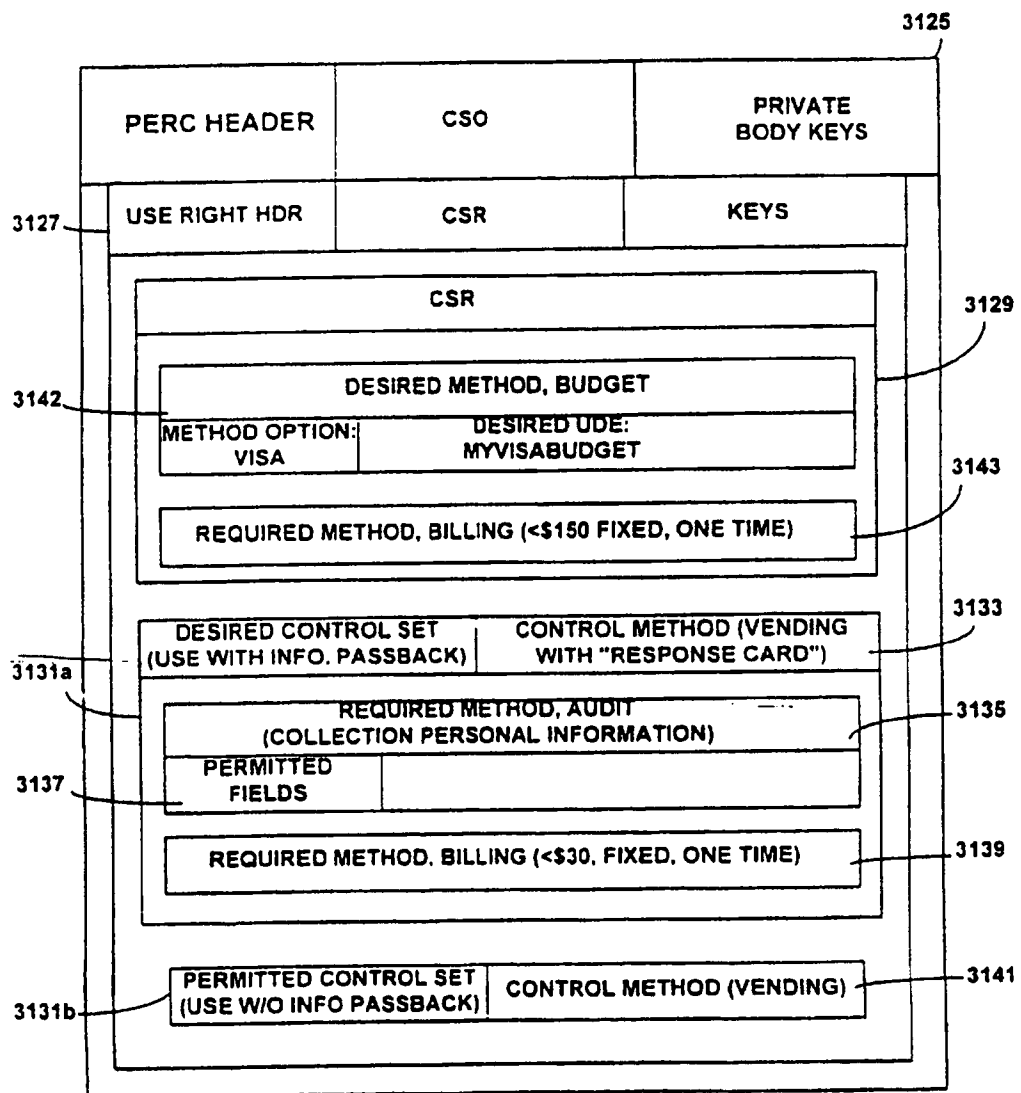 3125
PERC HEADER
CSO
PRIVATE
BODY KEYS
3127
USE RIGHT HDR
CSR
KEYS
CSR
3129
DESIRED METHOD, BUDGET
3142
METHOD OPTION:
VISA
DESIRED UDE:
MYVISABUDGET
3143
REQUIRED METHOD, BILLING (<$150 FIXED, ONE TIME)
3133
DESIRED CONTROL SET
(USE WITH INFO. PASSBACK)
CONTROL METHOD (VENDING
WITH "RESPONSE CARD")
3131a
REQUIRED METHOD, AUDIT
(COLLECTION PERSONAL INFORMATION)
3135
3137
PERMITTED
FIELDS
REQUIRED METHOD. BILLING (<$30, FIXED, ONE TIME)
3139
PERMITTED CONTROL SET
(USE W/O INFO PASSBACK)
CONTROL METHOD (VENDING)
3141
3131b